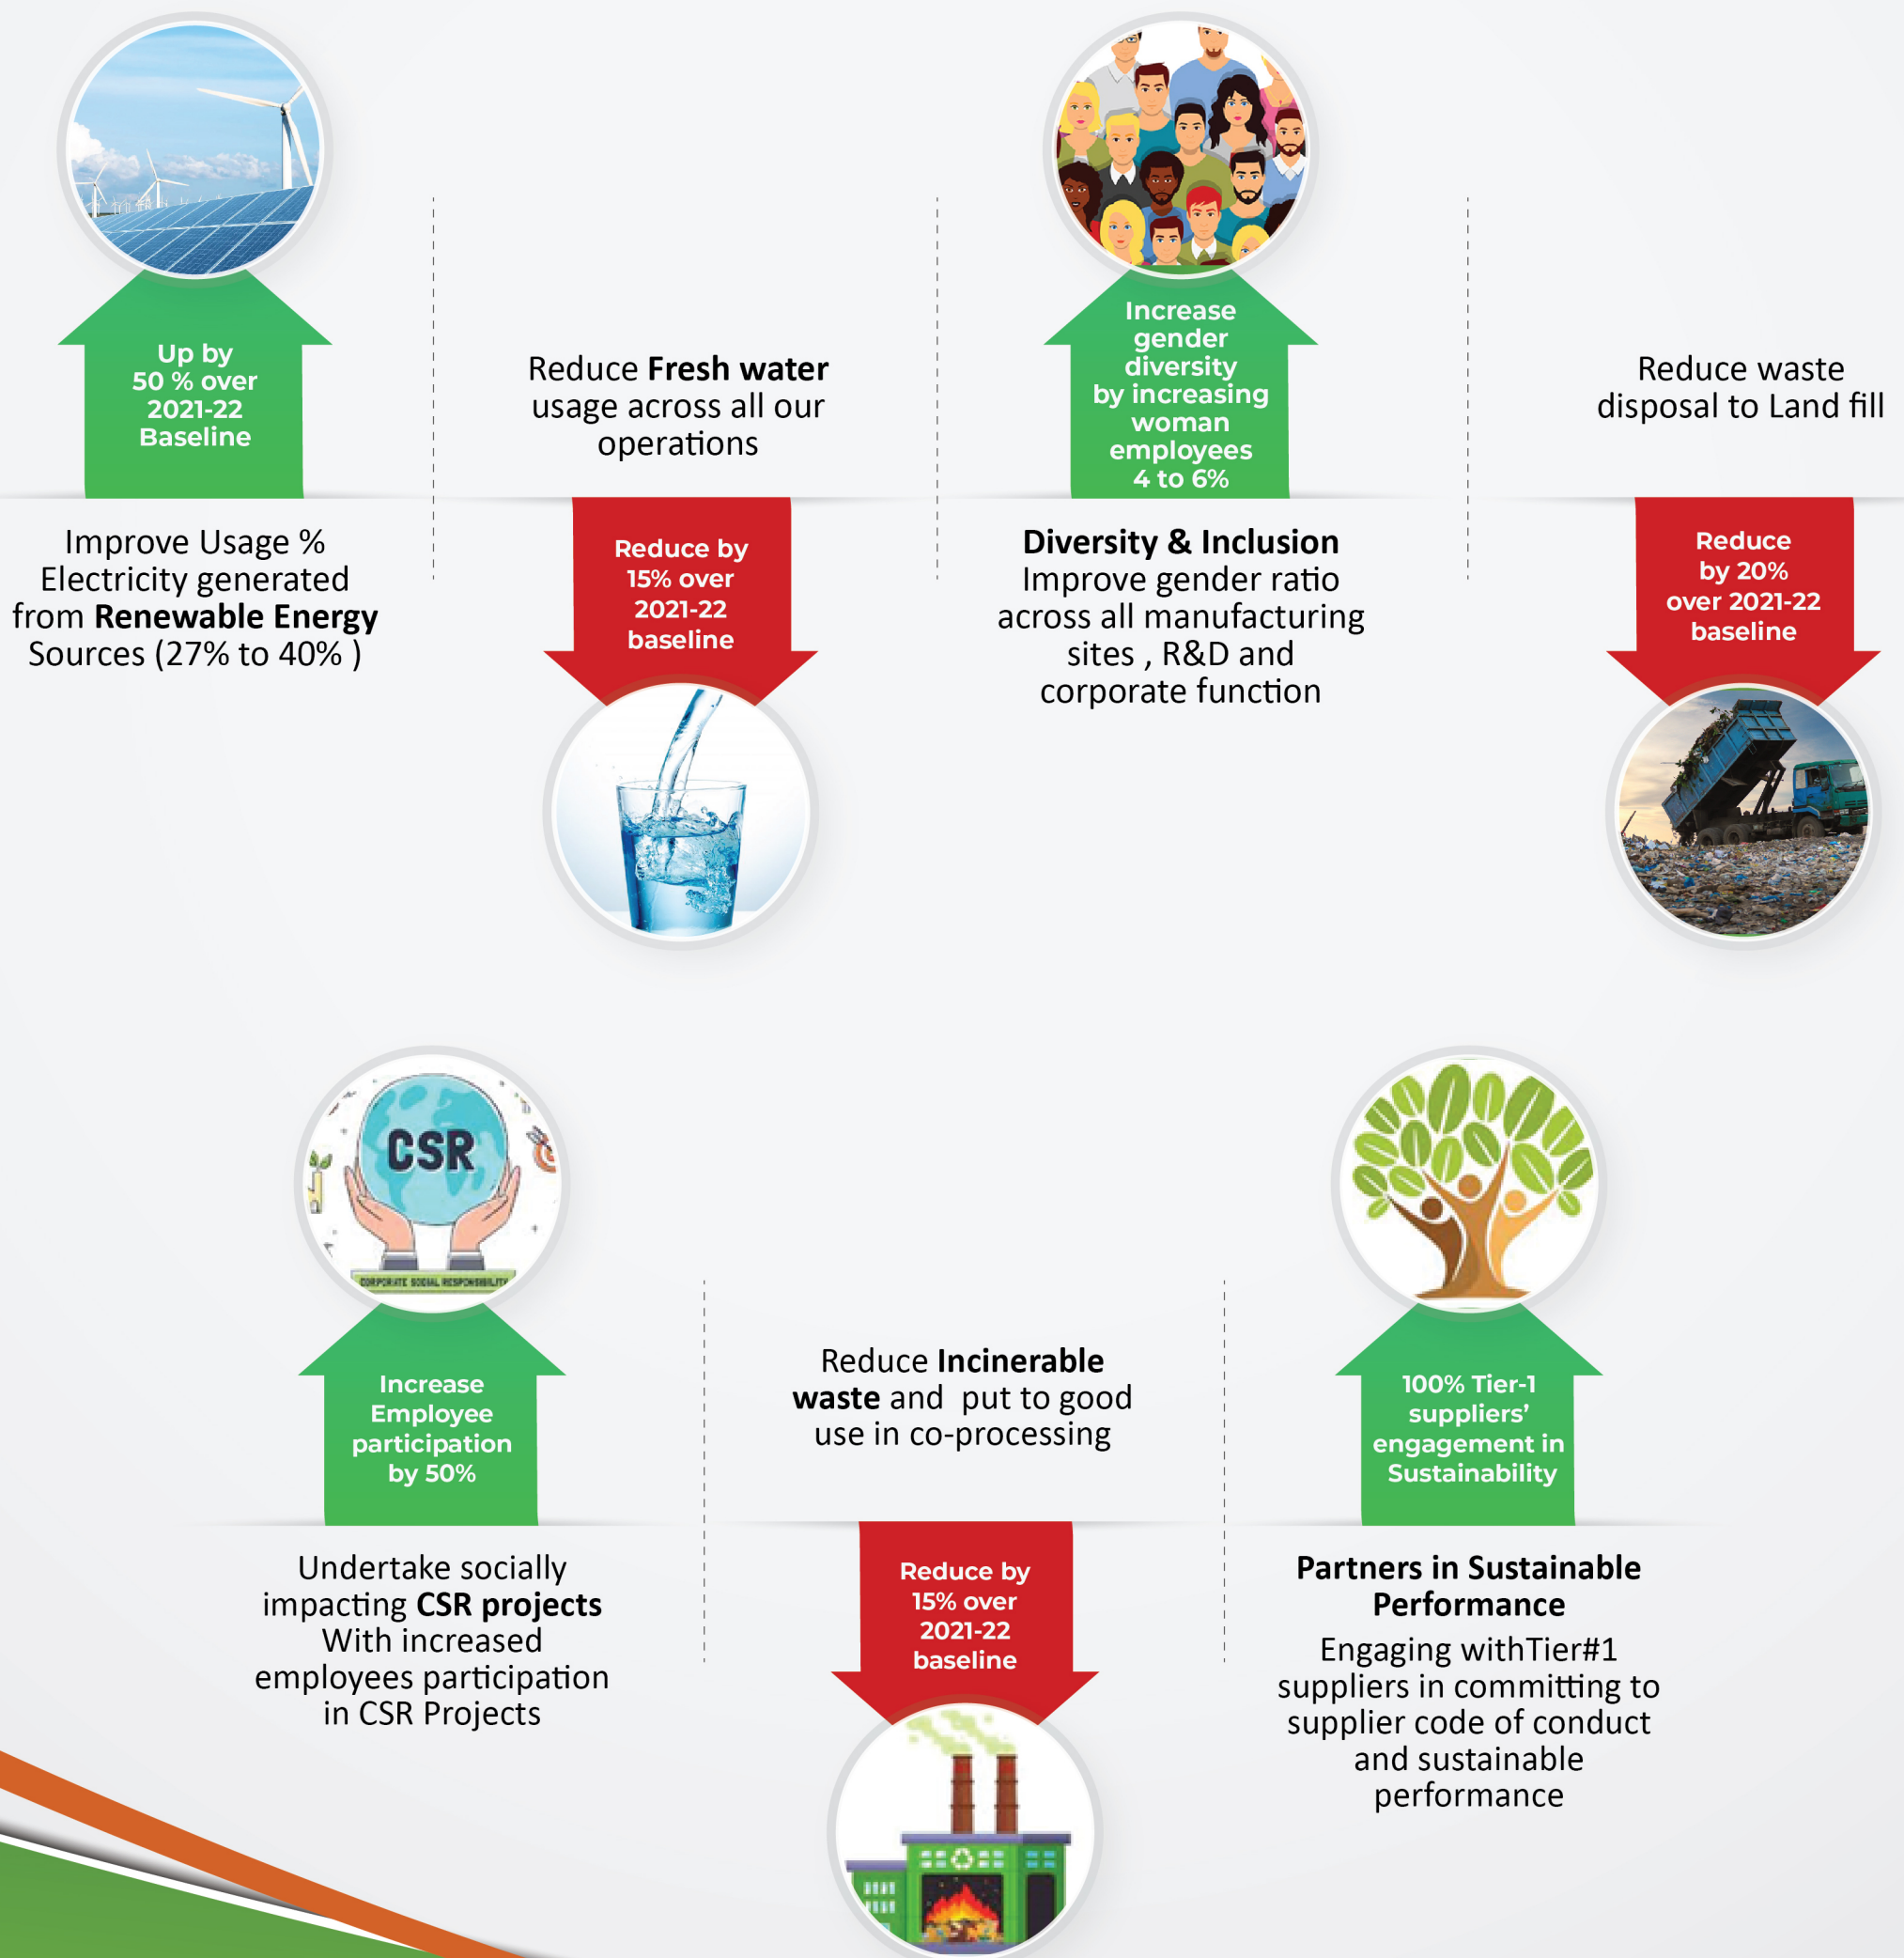 Up by
50 % over
2021-22
Baseline
Improve Usage %
Electricity generated
from Renewable Energy
Sources (27% to 40% )
Reduce Fresh water
usage across all our
operations
Reduce by
15% over
2021-22
baseline
Increase
gender
diversity
by increasing
woman
employees
4 to 6%
Diversity & Inclusion
Improve gender ratio
across all manufacturing
sites , R&D and
corporate function
Reduce waste
disposal to Land fill
Reduce
by 20%
over 2021-22
baseline
CSR
CORPORATE SOCIAL RESPONSIBILITY
Increase
Employee
participation
by 50%
Undertake socially
impacting CSR projects
With increased
employees participation
in CSR Projects
Reduce Incinerable
waste and  put to good
use in co-processing
Reduce by
15% over
2021-22
baseline
100% Tier-1
suppliers’
engagement in
Sustainability
Partners in Sustainable
Performance
Engaging withTier#1
suppliers in committing to
supplier code of conduct
and sustainable
performance